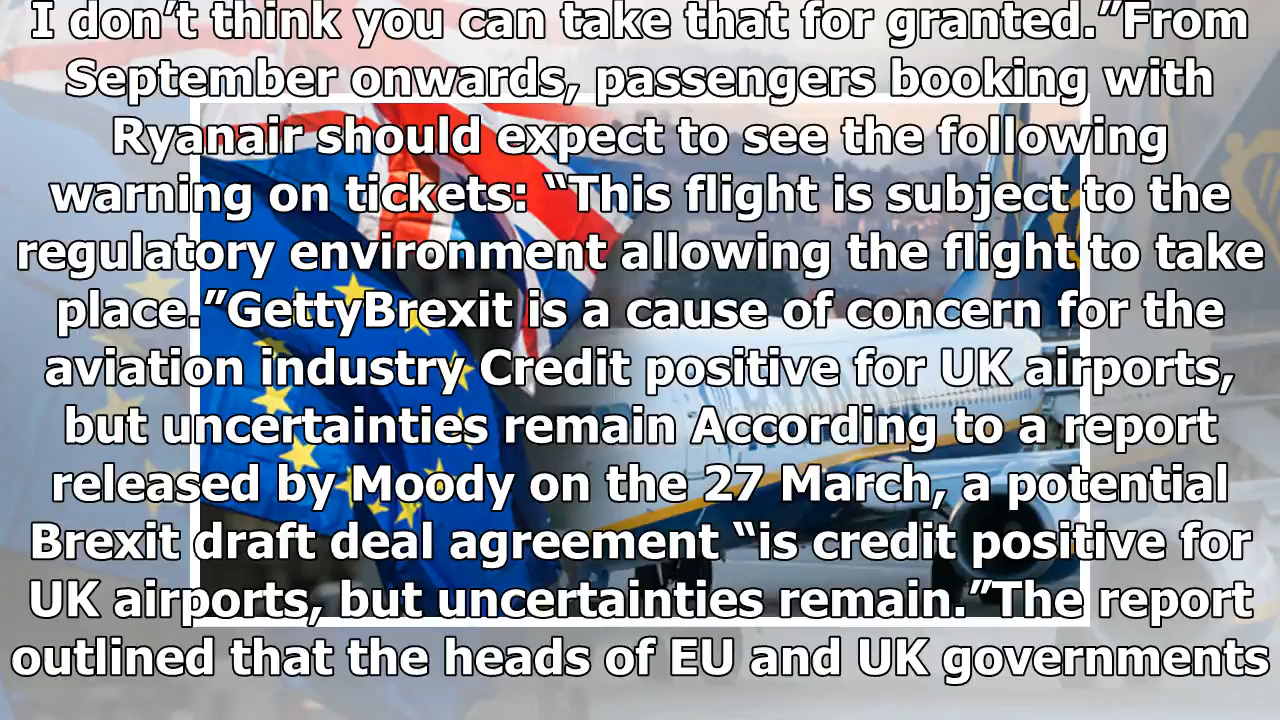 I don’t think you can take that for granted.”From
September onwards, passengers booking with
Ryanair should expect to see the following
warning on tickets: “This flight is subject to the
regulatory environment allowing the flight to take
place.”GettyBrexit is a cause of concern for the
aviation industry Credit positive for UK airports,
but uncertainties remain According to a report
released by Moody on the 27 March, a potential
Brexit draft deal agreement “is credit positive for
UK airports, but uncertainties remain.”The report
outlined that the heads of EU and UK governments